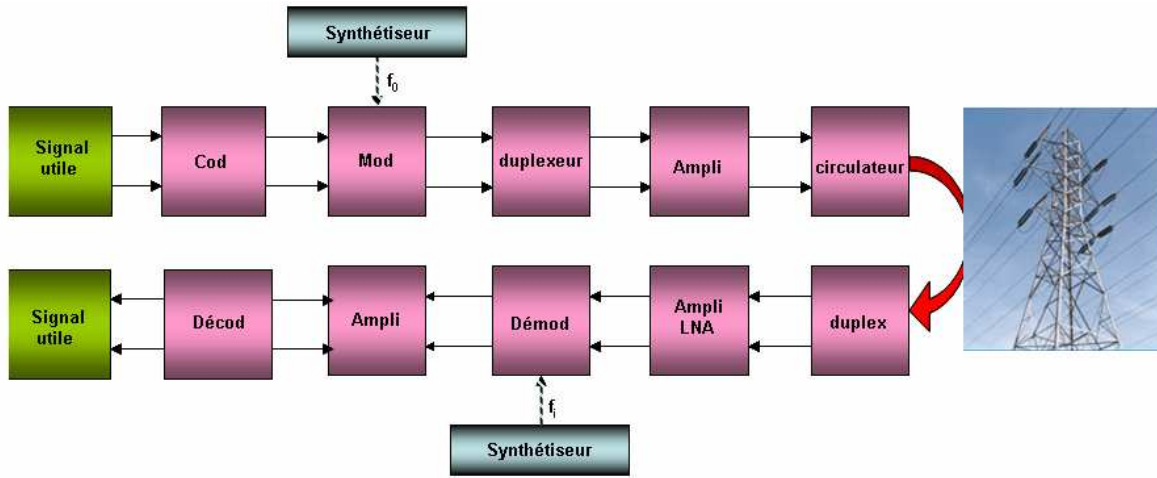 Synthétiseur
f0
Signal
utile
Cod
Mod
duplexeur
Ampli
circulateur
Signal
utile
Décod
Ampli
Démod
Ampli
LNA
duplex
fi
Synthétiseur